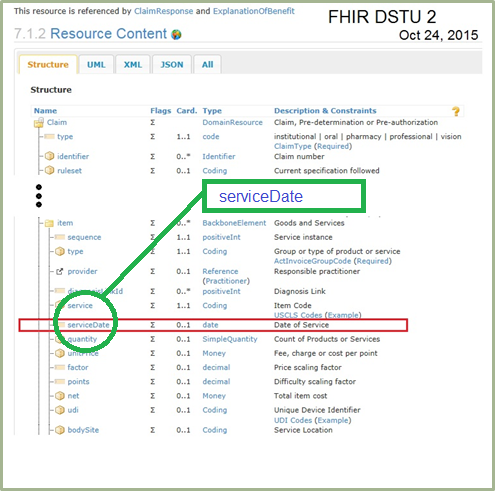 This resource is referenced by ClaimResponse and ExplanationOfBenefit
FHIR DSTU 2
7.1.2 Resource Content
Oct 24, 2015
Structure UML XML JSON All
Structure
Name Flags Card. Type Description & Constraints ?
Claim Σ DomainResource Claim, Pre-determination or Pre-authorization
type Σ 1..1 code institutional | oral | pharmacy | professional | vision
ClaimType (Required)
identifier Σ 0..* Identifier Claim number
ruleset Σ 0..1 Coding Current specification followed
serviceDate
item Σ 0..* BackboneElement Goods and Services
sequence Σ 1..1 positiveInt Service instance
type Σ 1..1 Coding Group or type of product or service
ActInvoiceGroupCode (Required)
provider Σ 0..1 Reference Responsible practitioner
(Practitioner)
diagnosisLinkId Σ 0..* positiveInt Diagnosis Link
service Σ 1..1 Coding Item Code
USCLS Codes (Example)
serviceDate Σ 0..1 date Date of Service
quantity Σ 0..1 SimpleQuantity Count of Products or Services
unitPrice Σ 0..1 Money Fee, charge or cost per point
factor Σ 0..1 decimal Price scaling factor
points Σ 0..1 decimal Difficulty scaling factor
net Σ 0..1 Money Total item cost
udi Σ 0..1 Coding Unique Device Identifier
UDI Codes (Example)
bodySite Σ 0..1 Coding Service Location